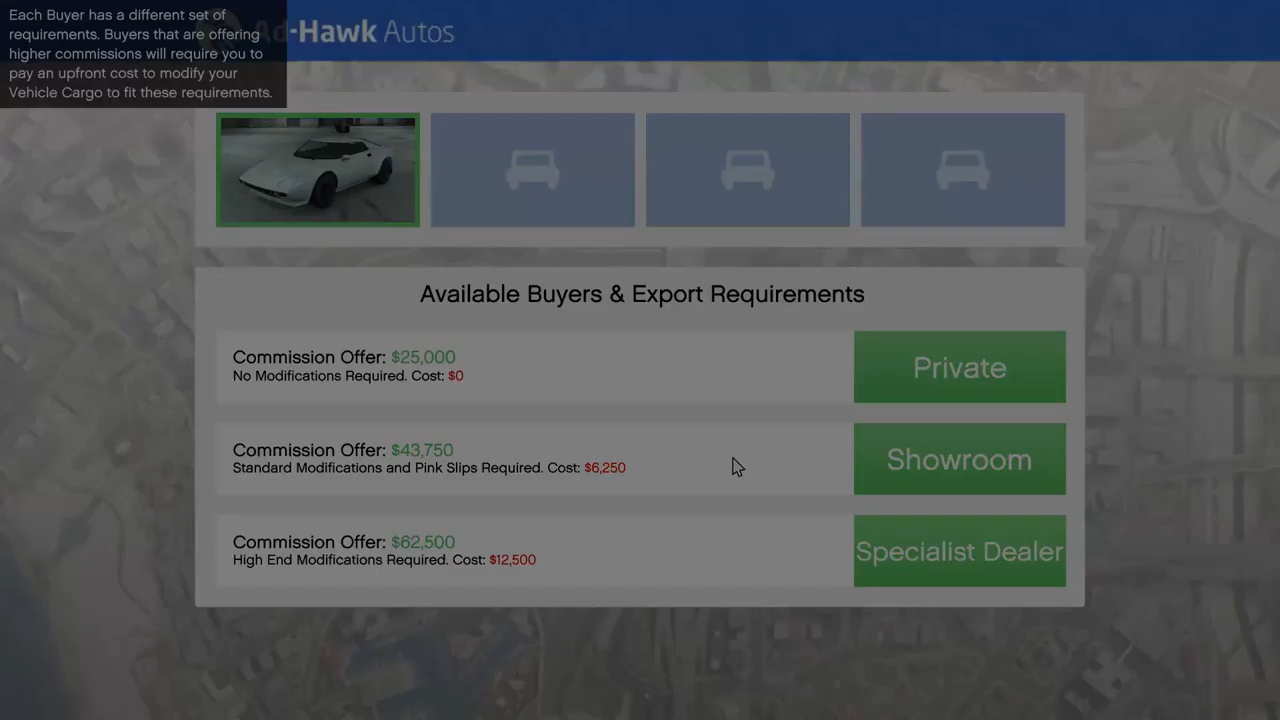 Each Buyer has a different set of
requirements. Buyers that are offering
higher commissions will require you to
pay an upfront cost to modify your
Vehicle Cargo to fit these requirements.
Ad-Hawk Autos
Available Buyers & Export Requirements
Commission Offer: $25,000
No Modifications Required. Cost: $0
Private
Commission Offer: $43,750
Standard Modifications and Pink Slips Required. Cost: $6,250
Showroom
Commission Offer: $62,500
High End Modifications Required. Cost: $12,500
Specialist Dealer